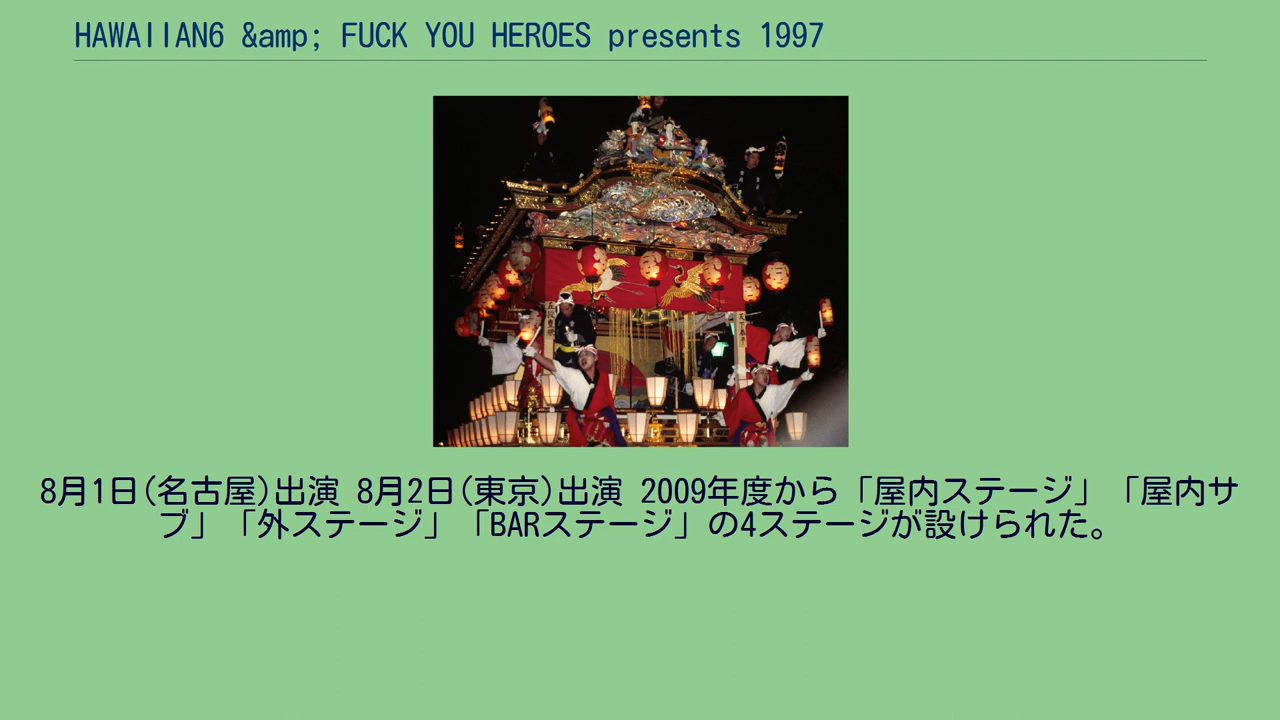 HAWAIIAN6 &amp; FUCK YOU HEROES presents 1997
8月1日(名古屋)出演 8月2日(東京)出演 2009年度から「屋内ステージ」「屋内サ
ブ」「外ステージ」「BARステージ」の4ステージが設けられた。